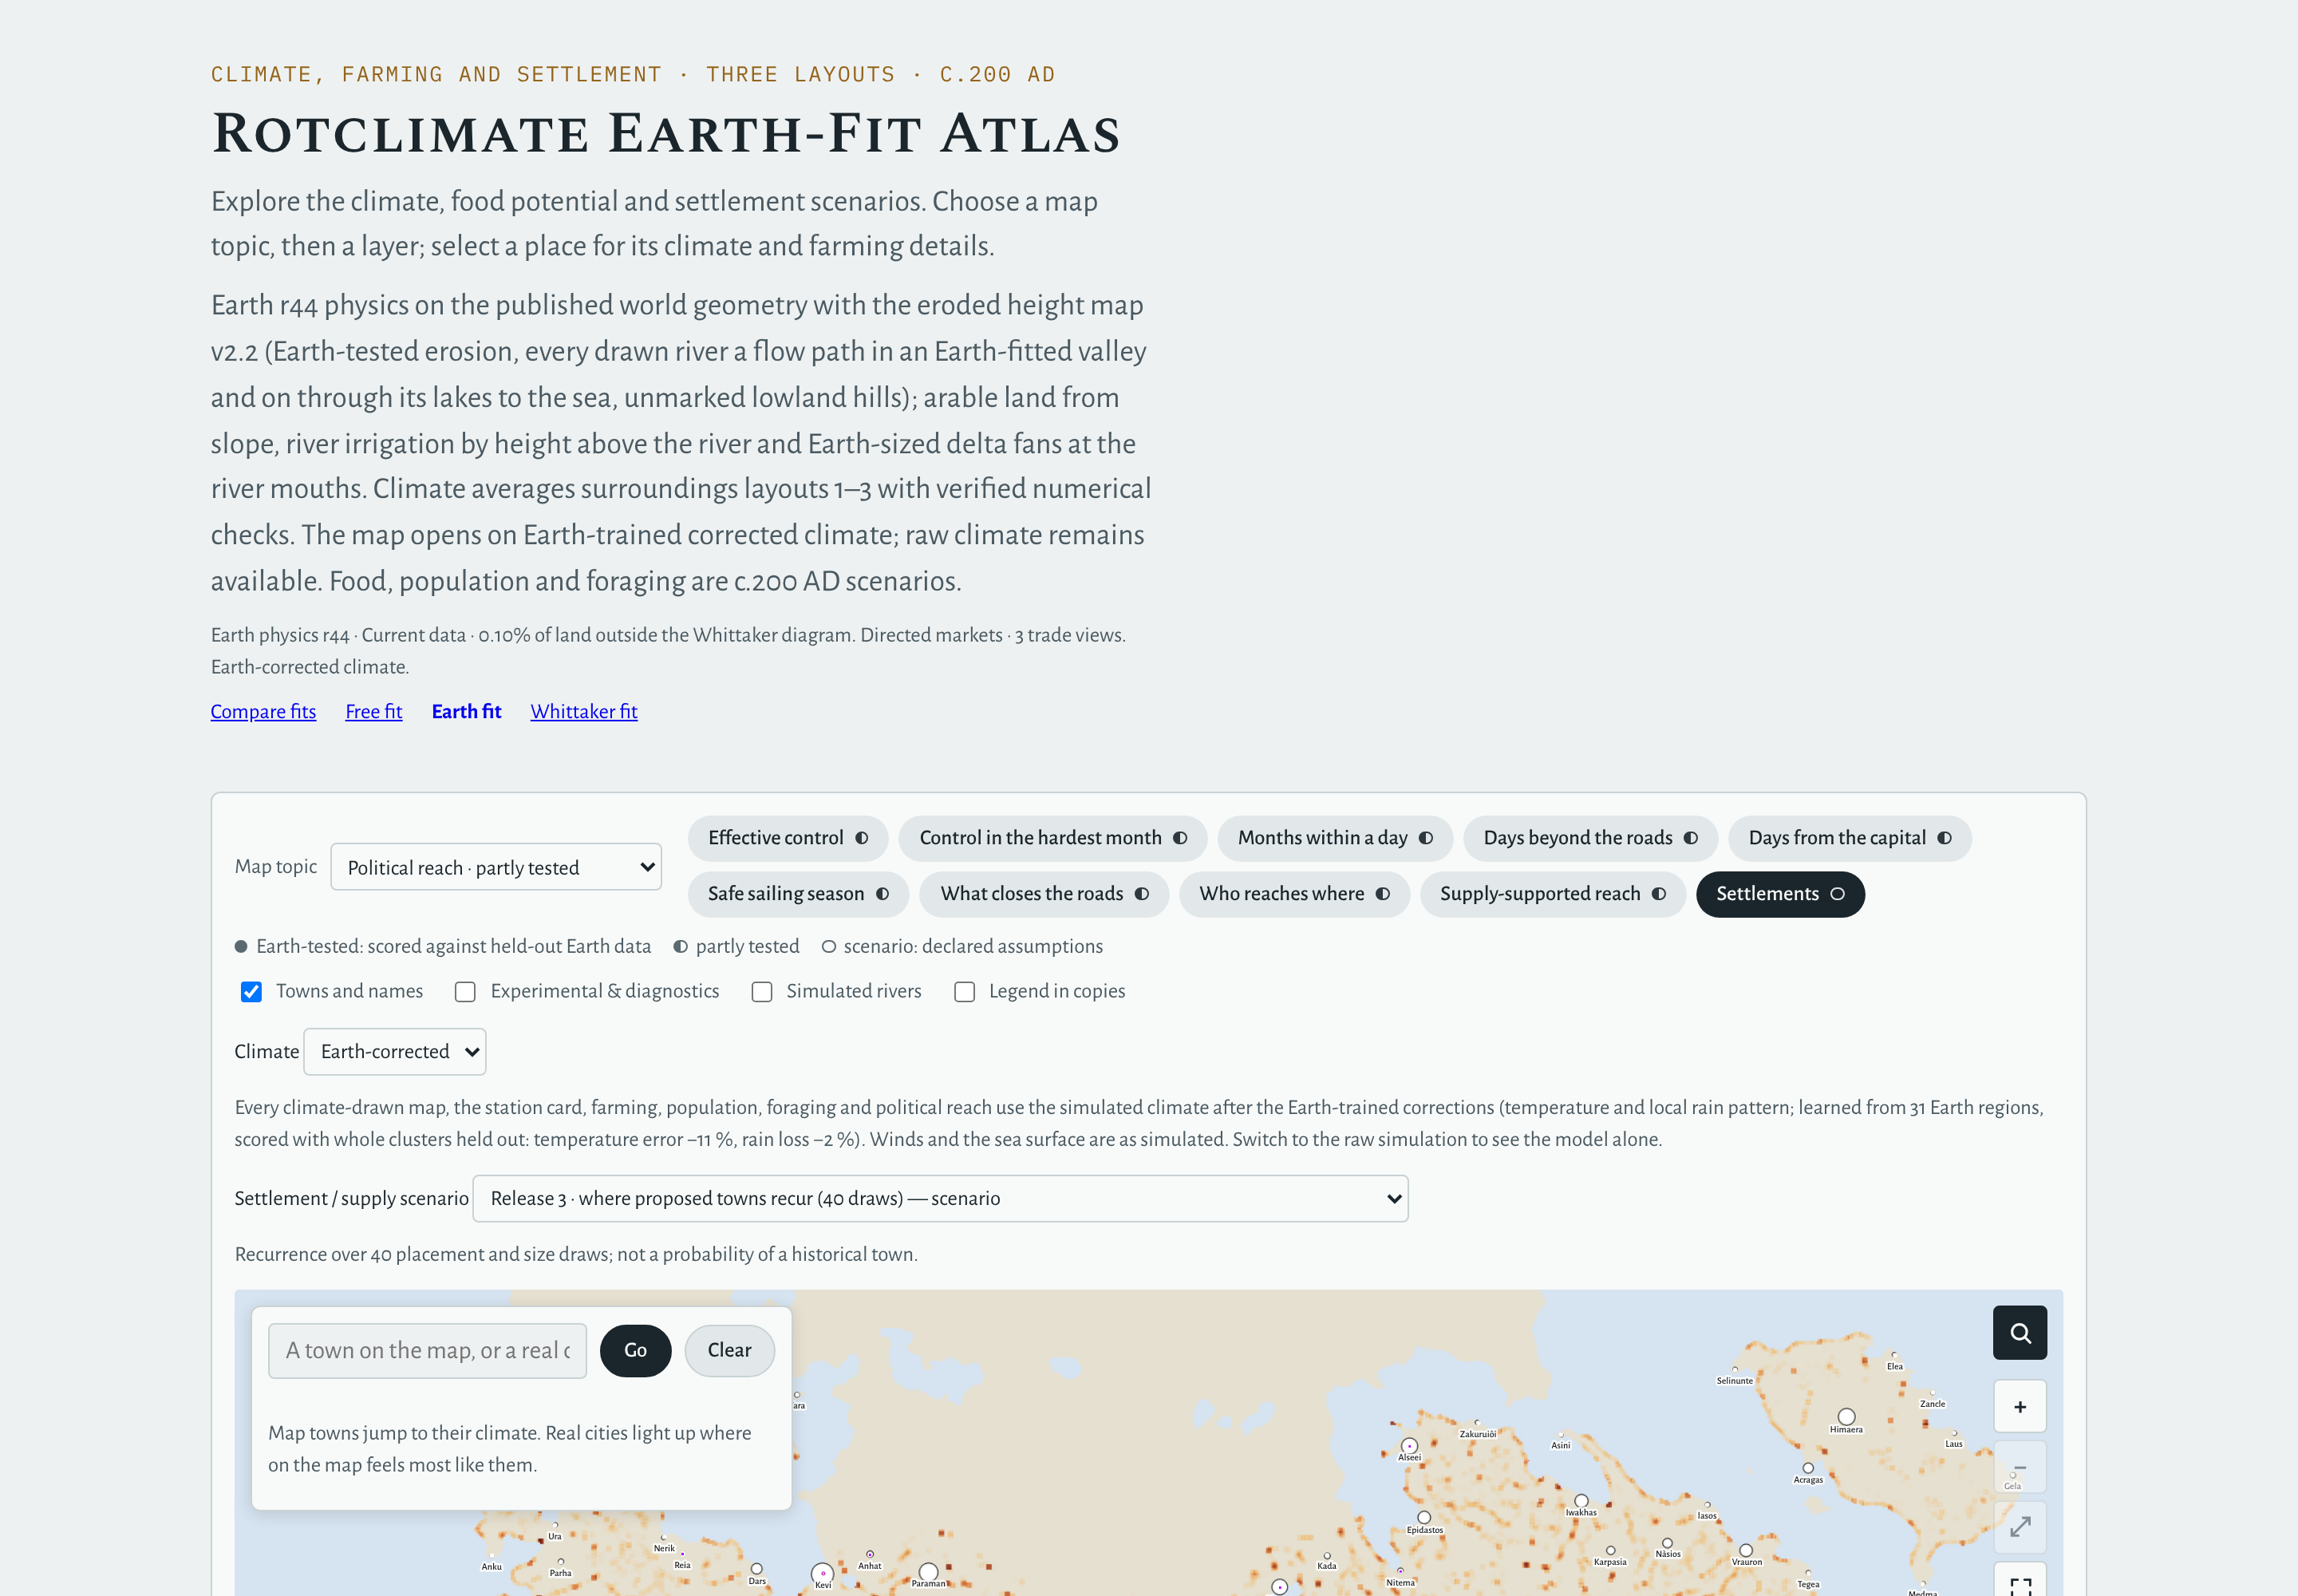 CLIMATE, FARMING AND SETTLEMENT · THREE LAYOUTS · C.200 AD
Rotclimate Earth-Fit Atlas
Explore the climate, food potential and settlement scenarios. Choose a map
topic, then a layer; select a place for its climate and farming details.
Earth r44 physics on the published world geometry with the eroded height map
v2.2 (Earth-tested erosion, every drawn river a flow path in an Earth-fitted valley
and on through its lakes to the sea, unmarked lowland hills); arable land from
slope, river irrigation by height above the river and Earth-sized delta fans at the
river mouths. Climate averages surroundings layouts 1–3 with verified numerical
checks. The map opens on Earth-trained corrected climate; raw climate remains
available. Food, population and foraging are c.200 AD scenarios.
Earth physics r44 · Current data · 0.10% of land outside the Whittaker diagram. Directed markets · 3 trade views.
Earth-corrected climate.
Compare fits Free fit Earth fit Whittaker fit
Map topic Political reach · partly tested
Effective control Control in the hardest month Months within a day Days beyond the roads Days from the capital
Safe sailing season What closes the roads Who reaches where Supply-supported reach Settlements
Earth-tested: scored against held-out Earth data partly tested scenario: declared assumptions
Towns and names Experimental & diagnostics Simulated rivers Legend in copies
Climate Earth-corrected
Every climate-drawn map, the station card, farming, population, foraging and political reach use the simulated climate after the Earth-trained corrections (temperature and local rain pattern; learned from 31 Earth regions,
scored with whole clusters held out: temperature error −11 %, rain loss −2 %). Winds and the sea surface are as simulated. Switch to the raw simulation to see the model alone.
Settlement / supply scenario Release 3 · where proposed towns recur (40 draws) — scenario
Recurrence over 40 placement and size draws; not a probability of a historical town.
A town on the map, or a real c Go Clear
Map towns jump to their climate. Real cities light up where
on the map feels most like them.
ara
Elea
Selinunte
Zancle
Himaera
Zakuruiói
Asini
Laus
Alseei
Acragas
Gela
Iwakhas
Iasos
Epidastos
Ura
Nerik
Reia
Anku
Parha
Dars
Kevi
Anhat
Paraman
Kada
Nitema
Karpasia
Nàsios
Vrauron
Tegea
Medma
+
−